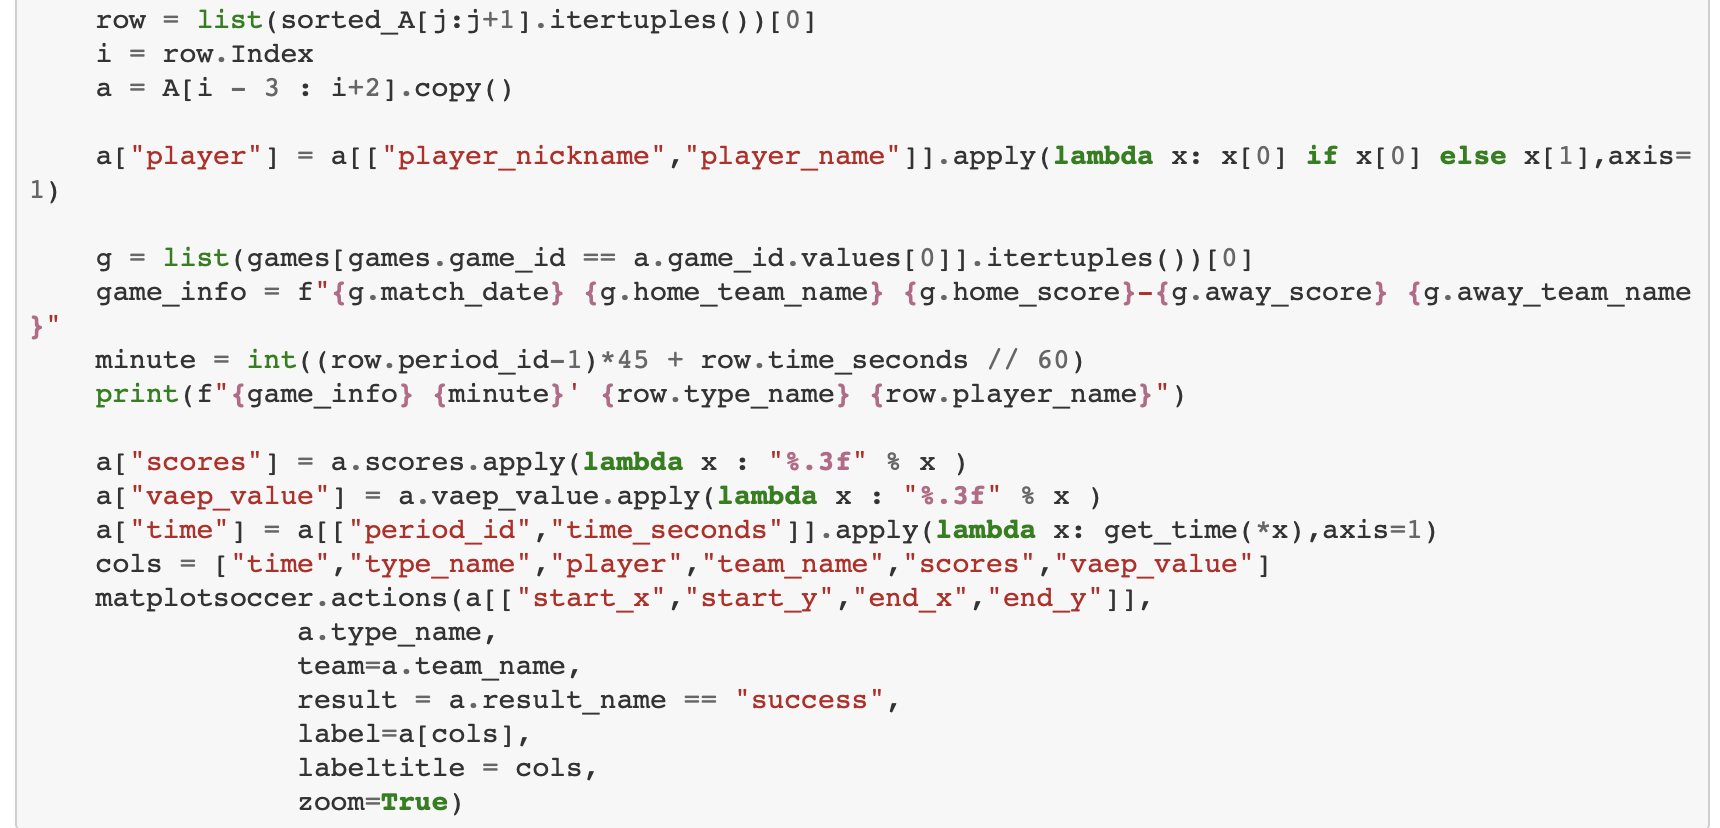 row = list(sorted_A[j:j+1].itertuples())[0]
i = row.Index
a = A[i - 3 : i+2].copy()
a["player"] = a[["player_nickname","player_name"]].apply(lambda x: x[0] if x[0] else x[1],axis=
1)
g = list(games[games.game_id == a.game_id.values[0]].itertuples())[0]
game_info = f"{g.match_date} {g.home_team_name} {g.home_score}-{g.away_score} {g.away_team_name
}"
minute = int((row.period_id-1)*45 + row.time_seconds // 60)
print(f"{game_info} {minute}' {row.type_name} {row.player_name}")
a["scores"] = a.scores.apply(lambda x : "%.3f" % x )
a["vaep_value"] = a.vaep_value.apply(lambda x : "%.3f" % x )
a["time"] = a[["period_id","time_seconds"]].apply(lambda x: get_time(*x),axis=1)
cols = ["time","type_name","player","team_name","scores","vaep_value"]
matplotsoccer.actions(a[["start_x","start_y","end_x","end_y"]],
a.type_name,
team=a.team_name,
result = a.result_name == "success",
label=a[cols],
labeltitle = cols,
zoom=True)